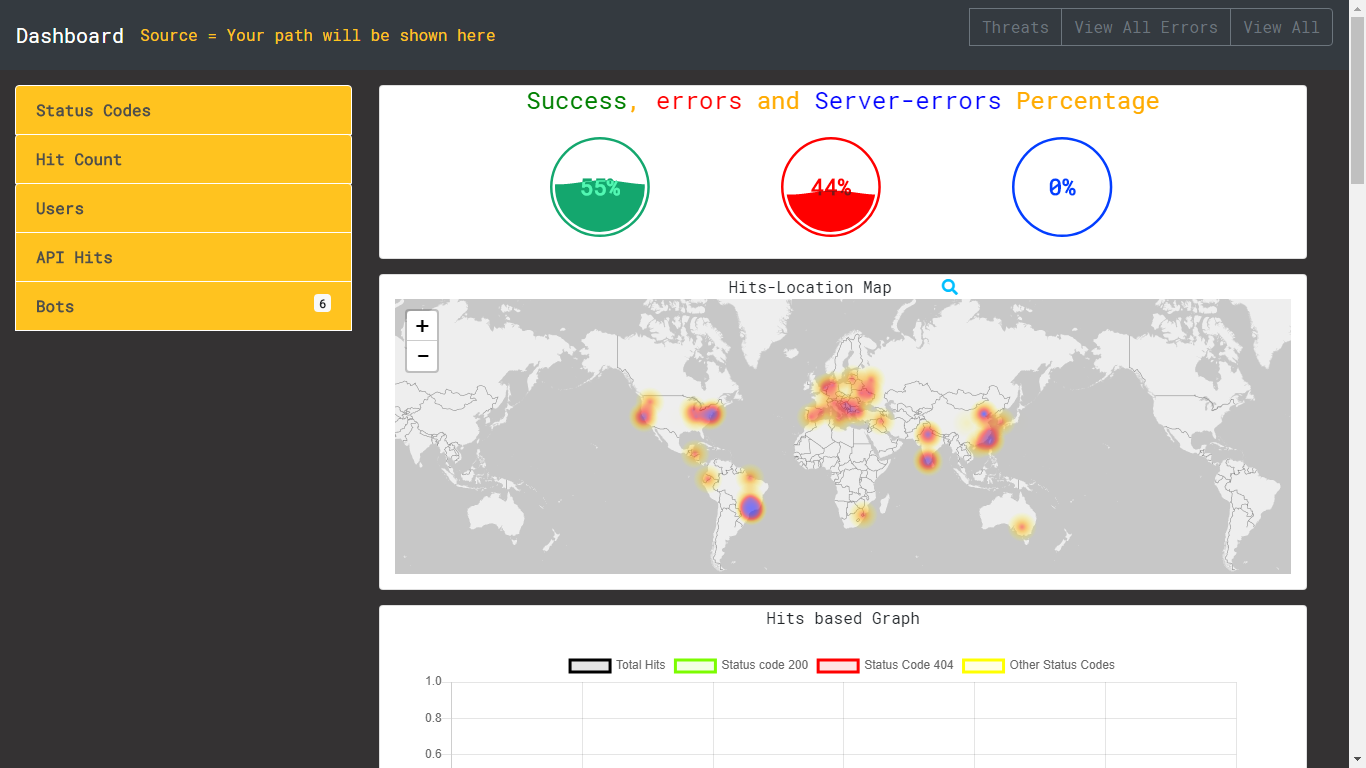 Dashboard Source = Your path will be shown here
Threats View All Errors View All
Status Codes
Hit Count
Users
API Hits
Bots 6
Success, errors and Server-errors Percentage
55% 44% 0%
Hits-Location Map
+
−
Hits based Graph
Total Hits Status code 200 Status Code 404 Other Status Codes
1.0
0.8
0.6